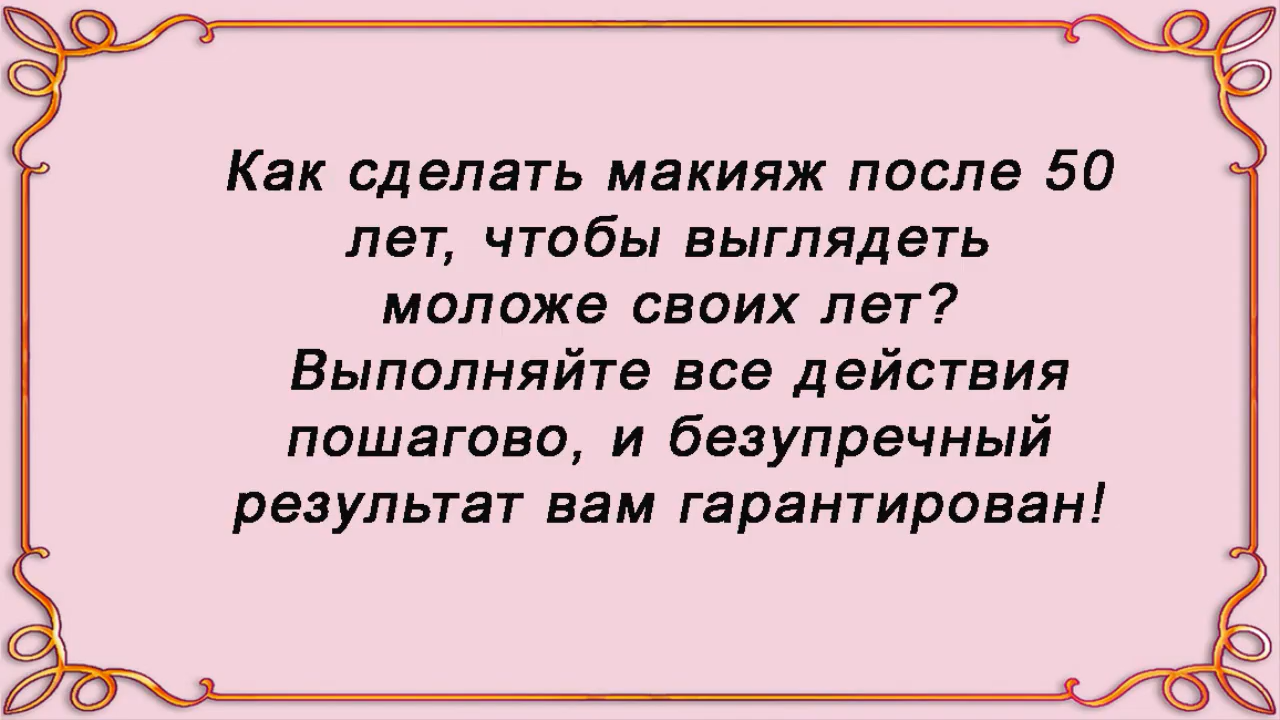 Как сделать макияж после 50
лет, чтобы выглядеть
моложе своих лет?
Выполняйте все действия
пошагово, и безупречный
результат вам гарантирован!